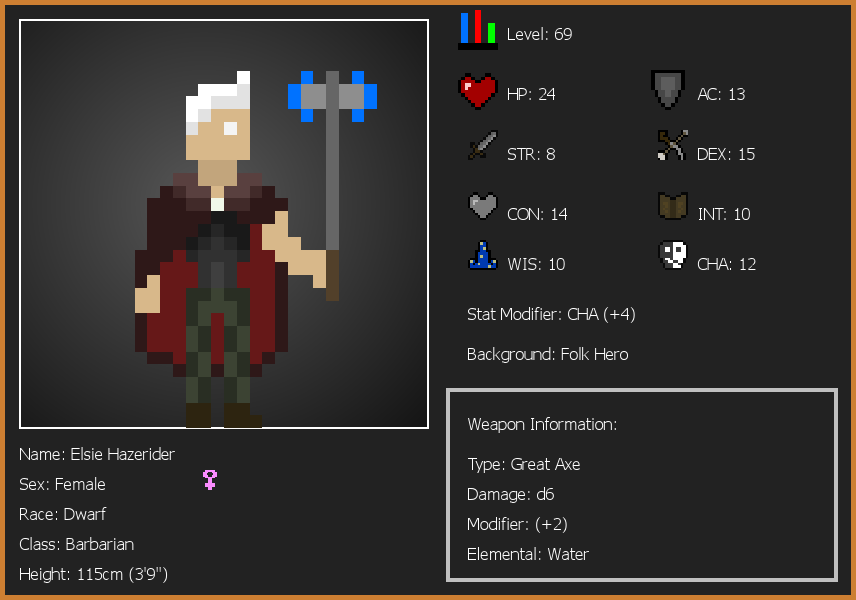 Level: 69
HP: 24
AC: 13
STR: 8
DEX: 15
CON: 14
INT: 10
WIS: 10
CHA: 12
Stat Modifier: CHA (+4)
Background: Folk Hero
Weapon Information:
Type: Great Axe
Damage: d6
Modifier: (+2)
Elemental: Water
Name: Elsie Hazerider
Sex: Female
Race: Dwarf
Class: Barbarian
Height: 115cm (3'9")